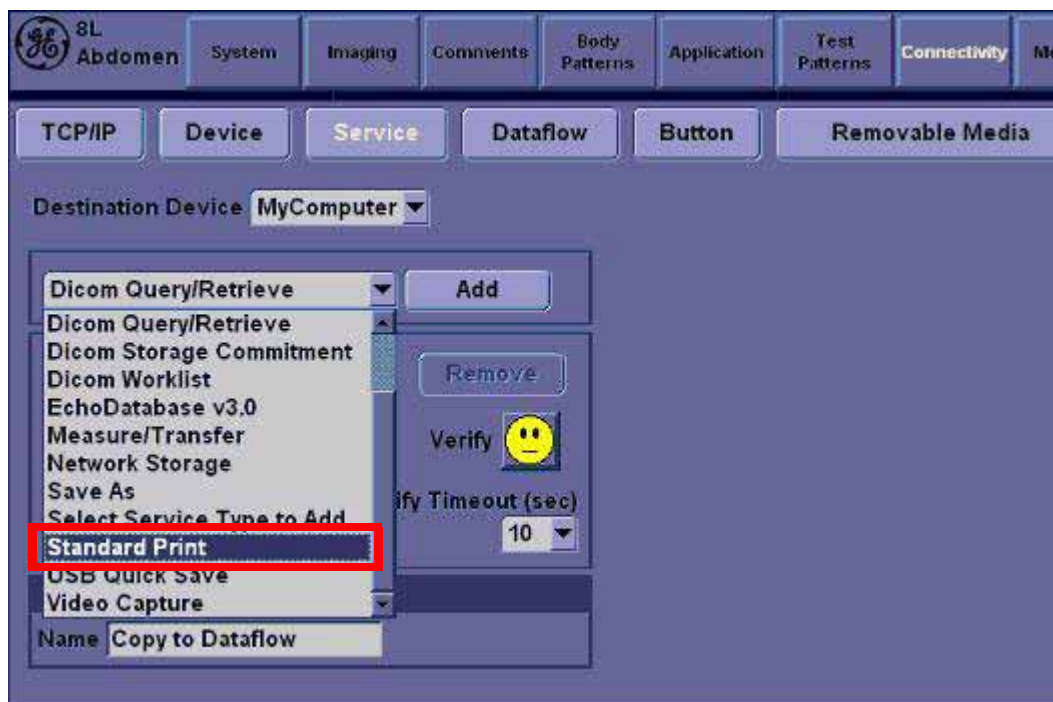 8L
Abdomen
System
Imaging
Comments
Body
Patterns
Application
Test
Patterns
Connectivity
TCP/IP
Device
Service
Dataflow
Button
Removable Media
Destination Device MyComputer
Dicom Query/Retrieve
Add
Dicom Query/Retrieve
Dicom Storage Commitment
Dicom Worklist
EchoDatabase v3.0
Measure/Transfer
Network Storage
Save As
Select Service Type to Add
Standard Print
USB Quick Save
Video Capture
Remove
Verify
ify Timeout (sec)
10
Name Copy to Dataflow